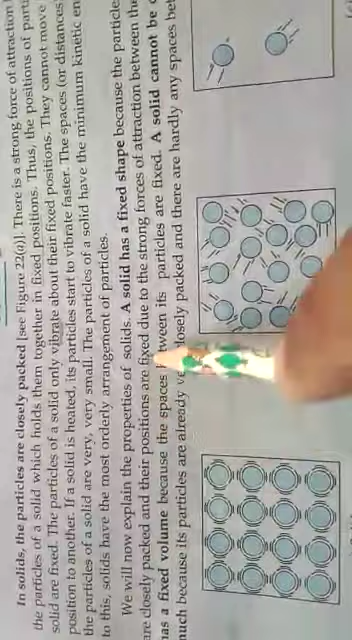 In solids, the particles are closely packed [see Figure 22(a)]. There is a strong force of attraction
the particles of a solid which holds them together in fixed positions. Thus, the positions of
solid are fixed. The particles of a solid only vibrate about their fixed positions. They cannot move
position to another. If a solid is heated, its particles start to vibrate faster. The spaces (or distances
the particles of a solid are very, very small. The particles of a solid have the minimum kinetic
to this, solids have the most orderly arrangement of particles.
We will now explain the properties of solids. A solid has a fixed shape because the
are closely packed and their positions are fixed due to the strong forces of attraction between
has a fixed volume because the spaces its particles are fixed. A solid cannot be
much because its particles are already closely packed and there are hardly any spaces